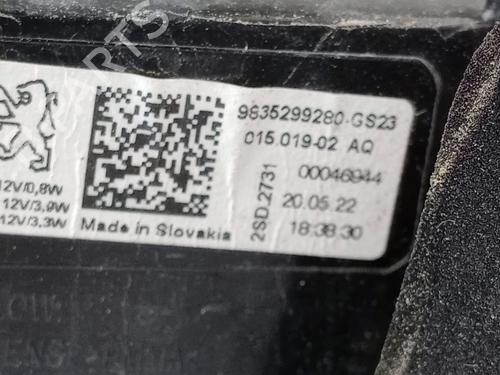 9835299280-GS23
015.019-02 AQ
00046944
20.05.22
18:38:30
2SD.2731
12V/0,8W
12V/3,9W
12V/3,3W
Made in Slovakia